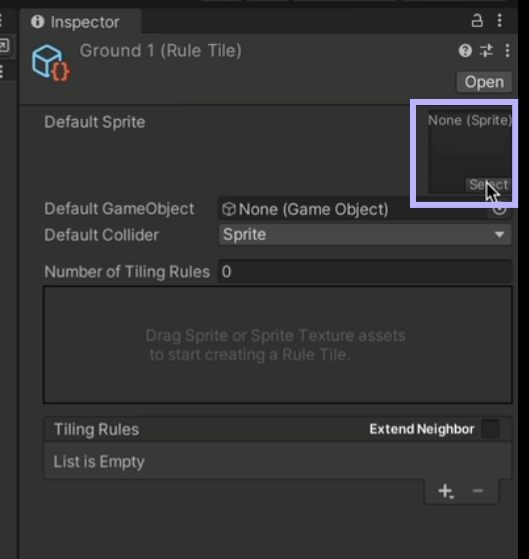 Inspector
Ground 1 (Rule Tile)
Open
Default Sprite
None (Sprite)
Select
Default GameObject
None (Game Object)
Default Collider
Sprite
Number of Tiling Rules
0
Drag Sprite or Sprite Texture assets
to start creating a Rule Tile.
Tiling Rules
Extend Neighbor
List is Empty